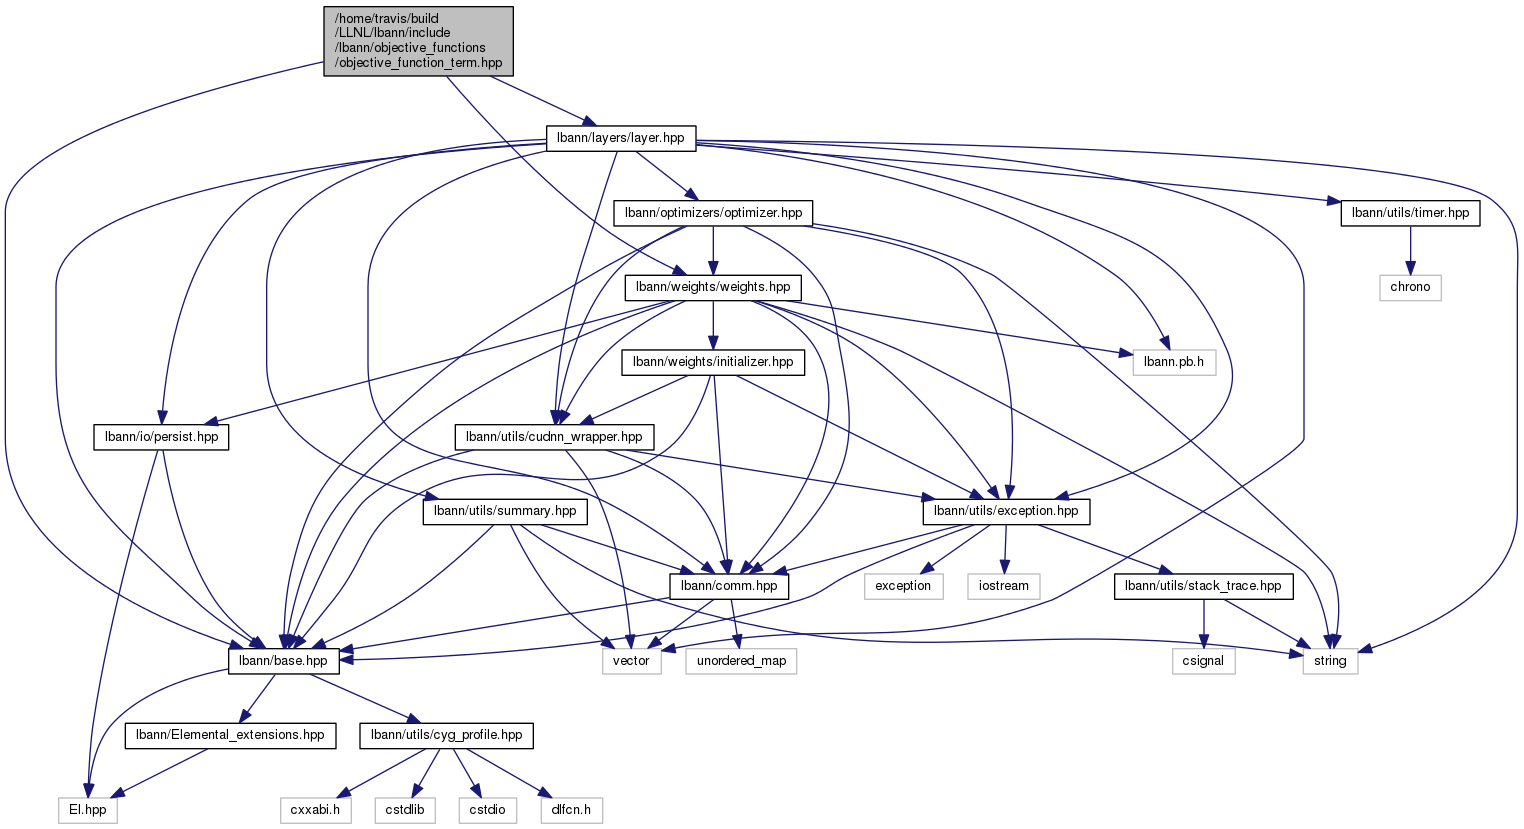 /home/travis/build
/LLNL/lbann/include
/lbann/objective_functions
/objective_function_term.hpp
lbann/layers/layer.hpp
lbann/optimizers/optimizer.hpp
lbann/utils/timer.hpp
lbann/weights/weights.hpp
chrono
lbann/weights/initializer.hpp
lbann.pb.h
lbann/io/persist.hpp
lbann/utils/cudnn_wrapper.hpp
lbann/utils/summary.hpp
lbann/utils/exception.hpp
lbann/comm.hpp
exception
iostream
lbann/utils/stack_trace.hpp
lbann/base.hpp
vector
unordered_map
csignal
string
lbann/Elemental_extensions.hpp
lbann/utils/cyg_profile.hpp
El.hpp
cxxabi.h
cstdlib
cstdio
dlfcn.h